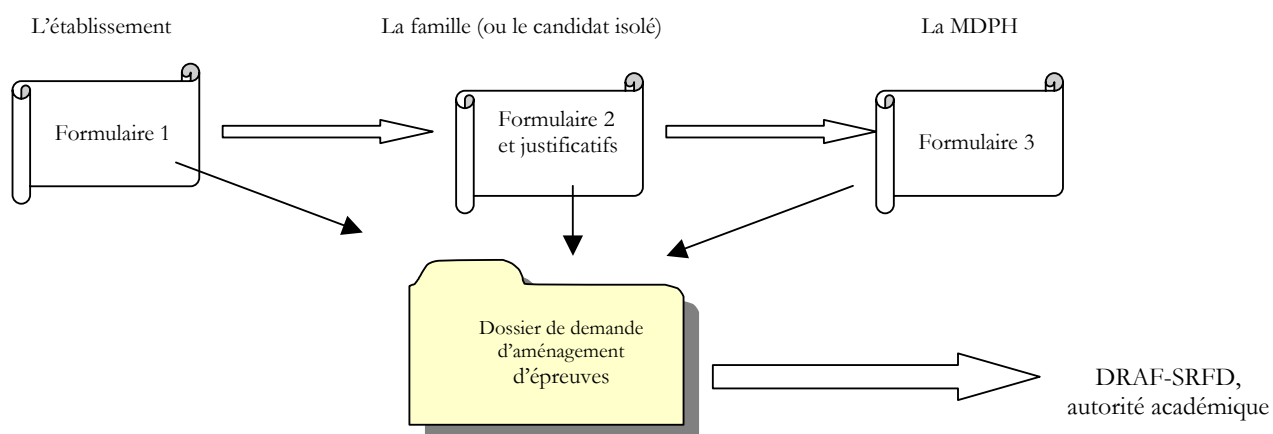 L'établissement
La famille (ou le candidat isolé)
La MDPH
Formulaire 1
Formulaire 2
et justificatifs
Formulaire 3
Dossier de demande
d'aménagement
d'épreuves
DRAF-SRFD,
autorité académique